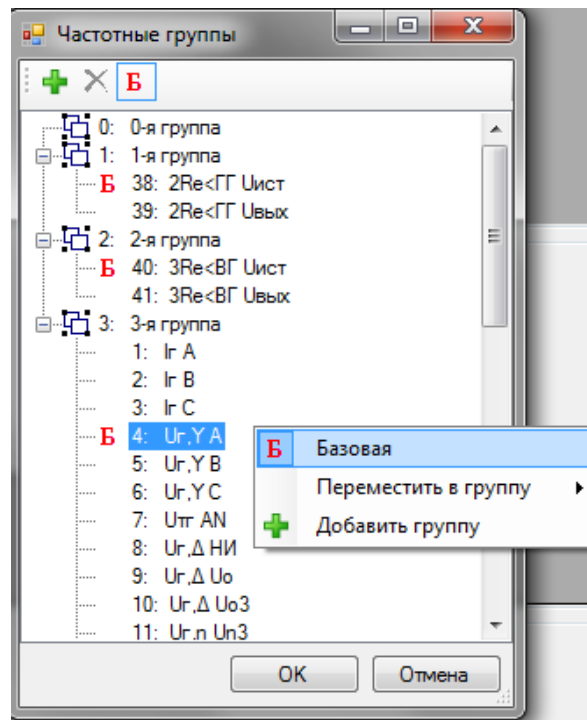 Частотные группы
Б
0: 0-я группа
1: 1-я группа
Б 38: 2Re<ГГ Uист
39: 2Re<ГГ Uвых
2: 2-я группа
Б 40: 3Re<ВГ Uист
41: 3Re<ВГ Uвых
3: 3-я группа
1: Iг A
2: Iг B
3: Iг C
Б 4: Uг,Y A
5: Uг,Y B
6: Uг,Y C
7: Uтг AN
8: Uг,Δ НИ
9: Uг,Δ Uo
10: Uг,Δ Uo3
11: Uг.п Un3
Б Базовая
Переместить в группу
Добавить группу
OK
Отмена